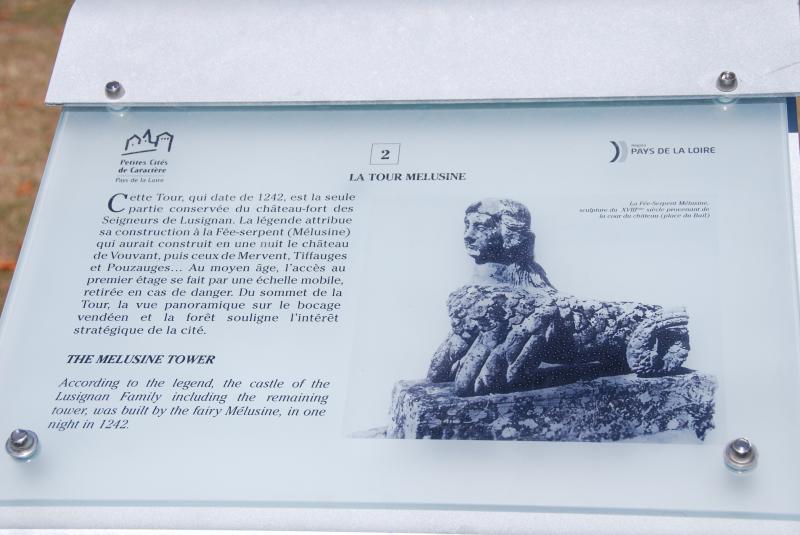 Petites Cités
de Caractère
Pays de la Loire
2
Région
PAYS DE LA LOIRE
LA TOUR MELUSINE
Cette Tour, qui date de 1242, est la seule
partie conservée du château-fort des
Seigneurs de Lusignan. La légende attribue
sa construction à la Fée-serpent (Mélusine)
qui aurait construit en une nuit le château
de Vouvant, puis ceux de Mervent, Tiffauges
et Pouzauges... Au moyen âge, l'accès au
premier étage se fait par une échelle mobile,
retirée en cas de danger. Du sommet de la
Tour, la vue panoramique sur le bocage
vendéen et la forêt souligne l'intérêt
stratégique de la cité.
La Fée-Serpent Mélusine,
sculpture du XVIIIème siècle provenant de
la cour du château (place du Bail)
THE MELUSINE TOWER
According to the legend, the castle of the
Lusignan Family including the remaining
tower, was built by the fairy Mélusine, in one
night in 1242.